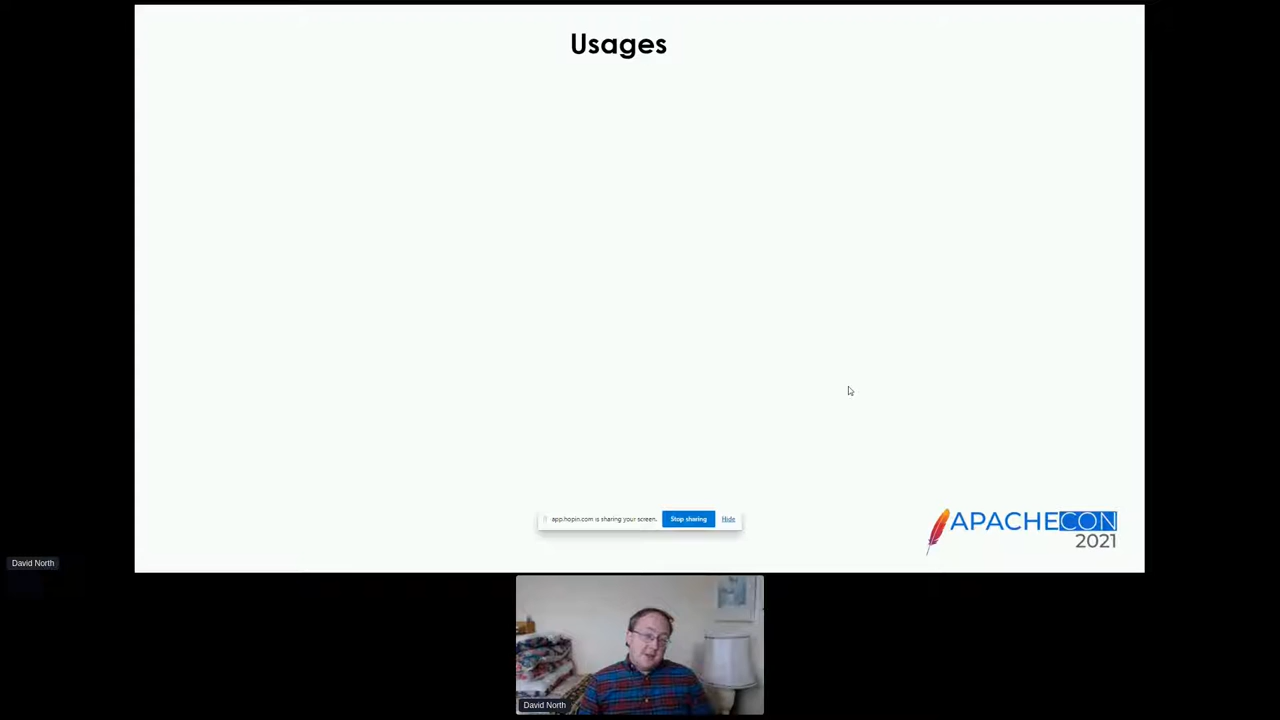 Usages
app.hopin.com is sharing your screen.
Stop sharing
Hide
APACHECON
2021
David North
David North